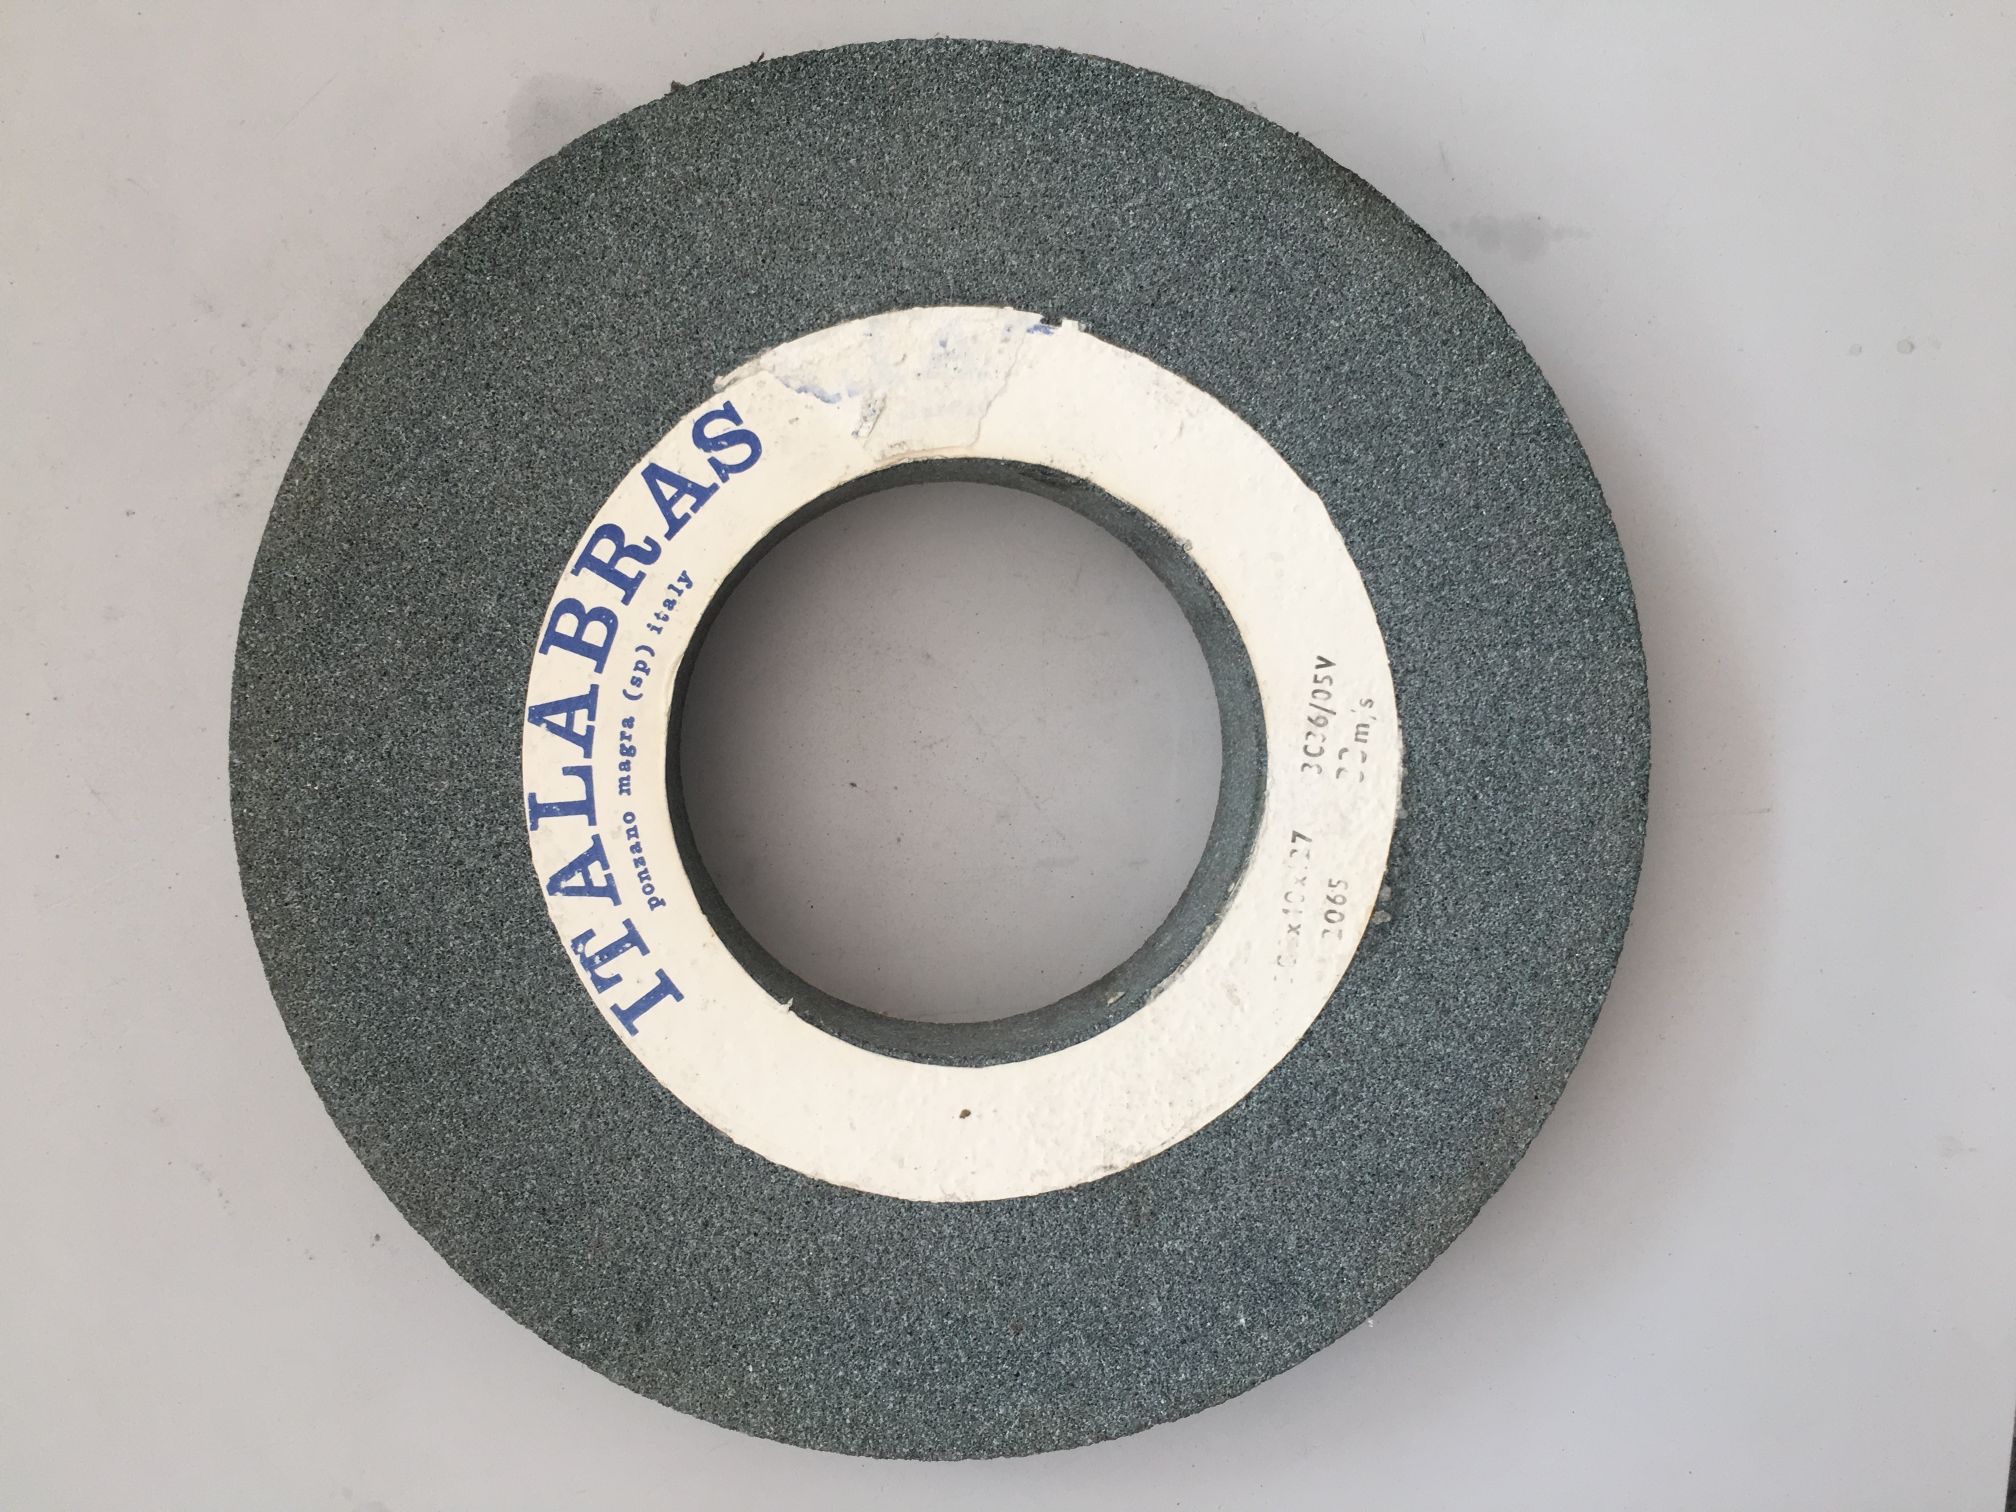 ITALABRAS
ponzano magra (sp) italy
3C36/05V
2065 m/s